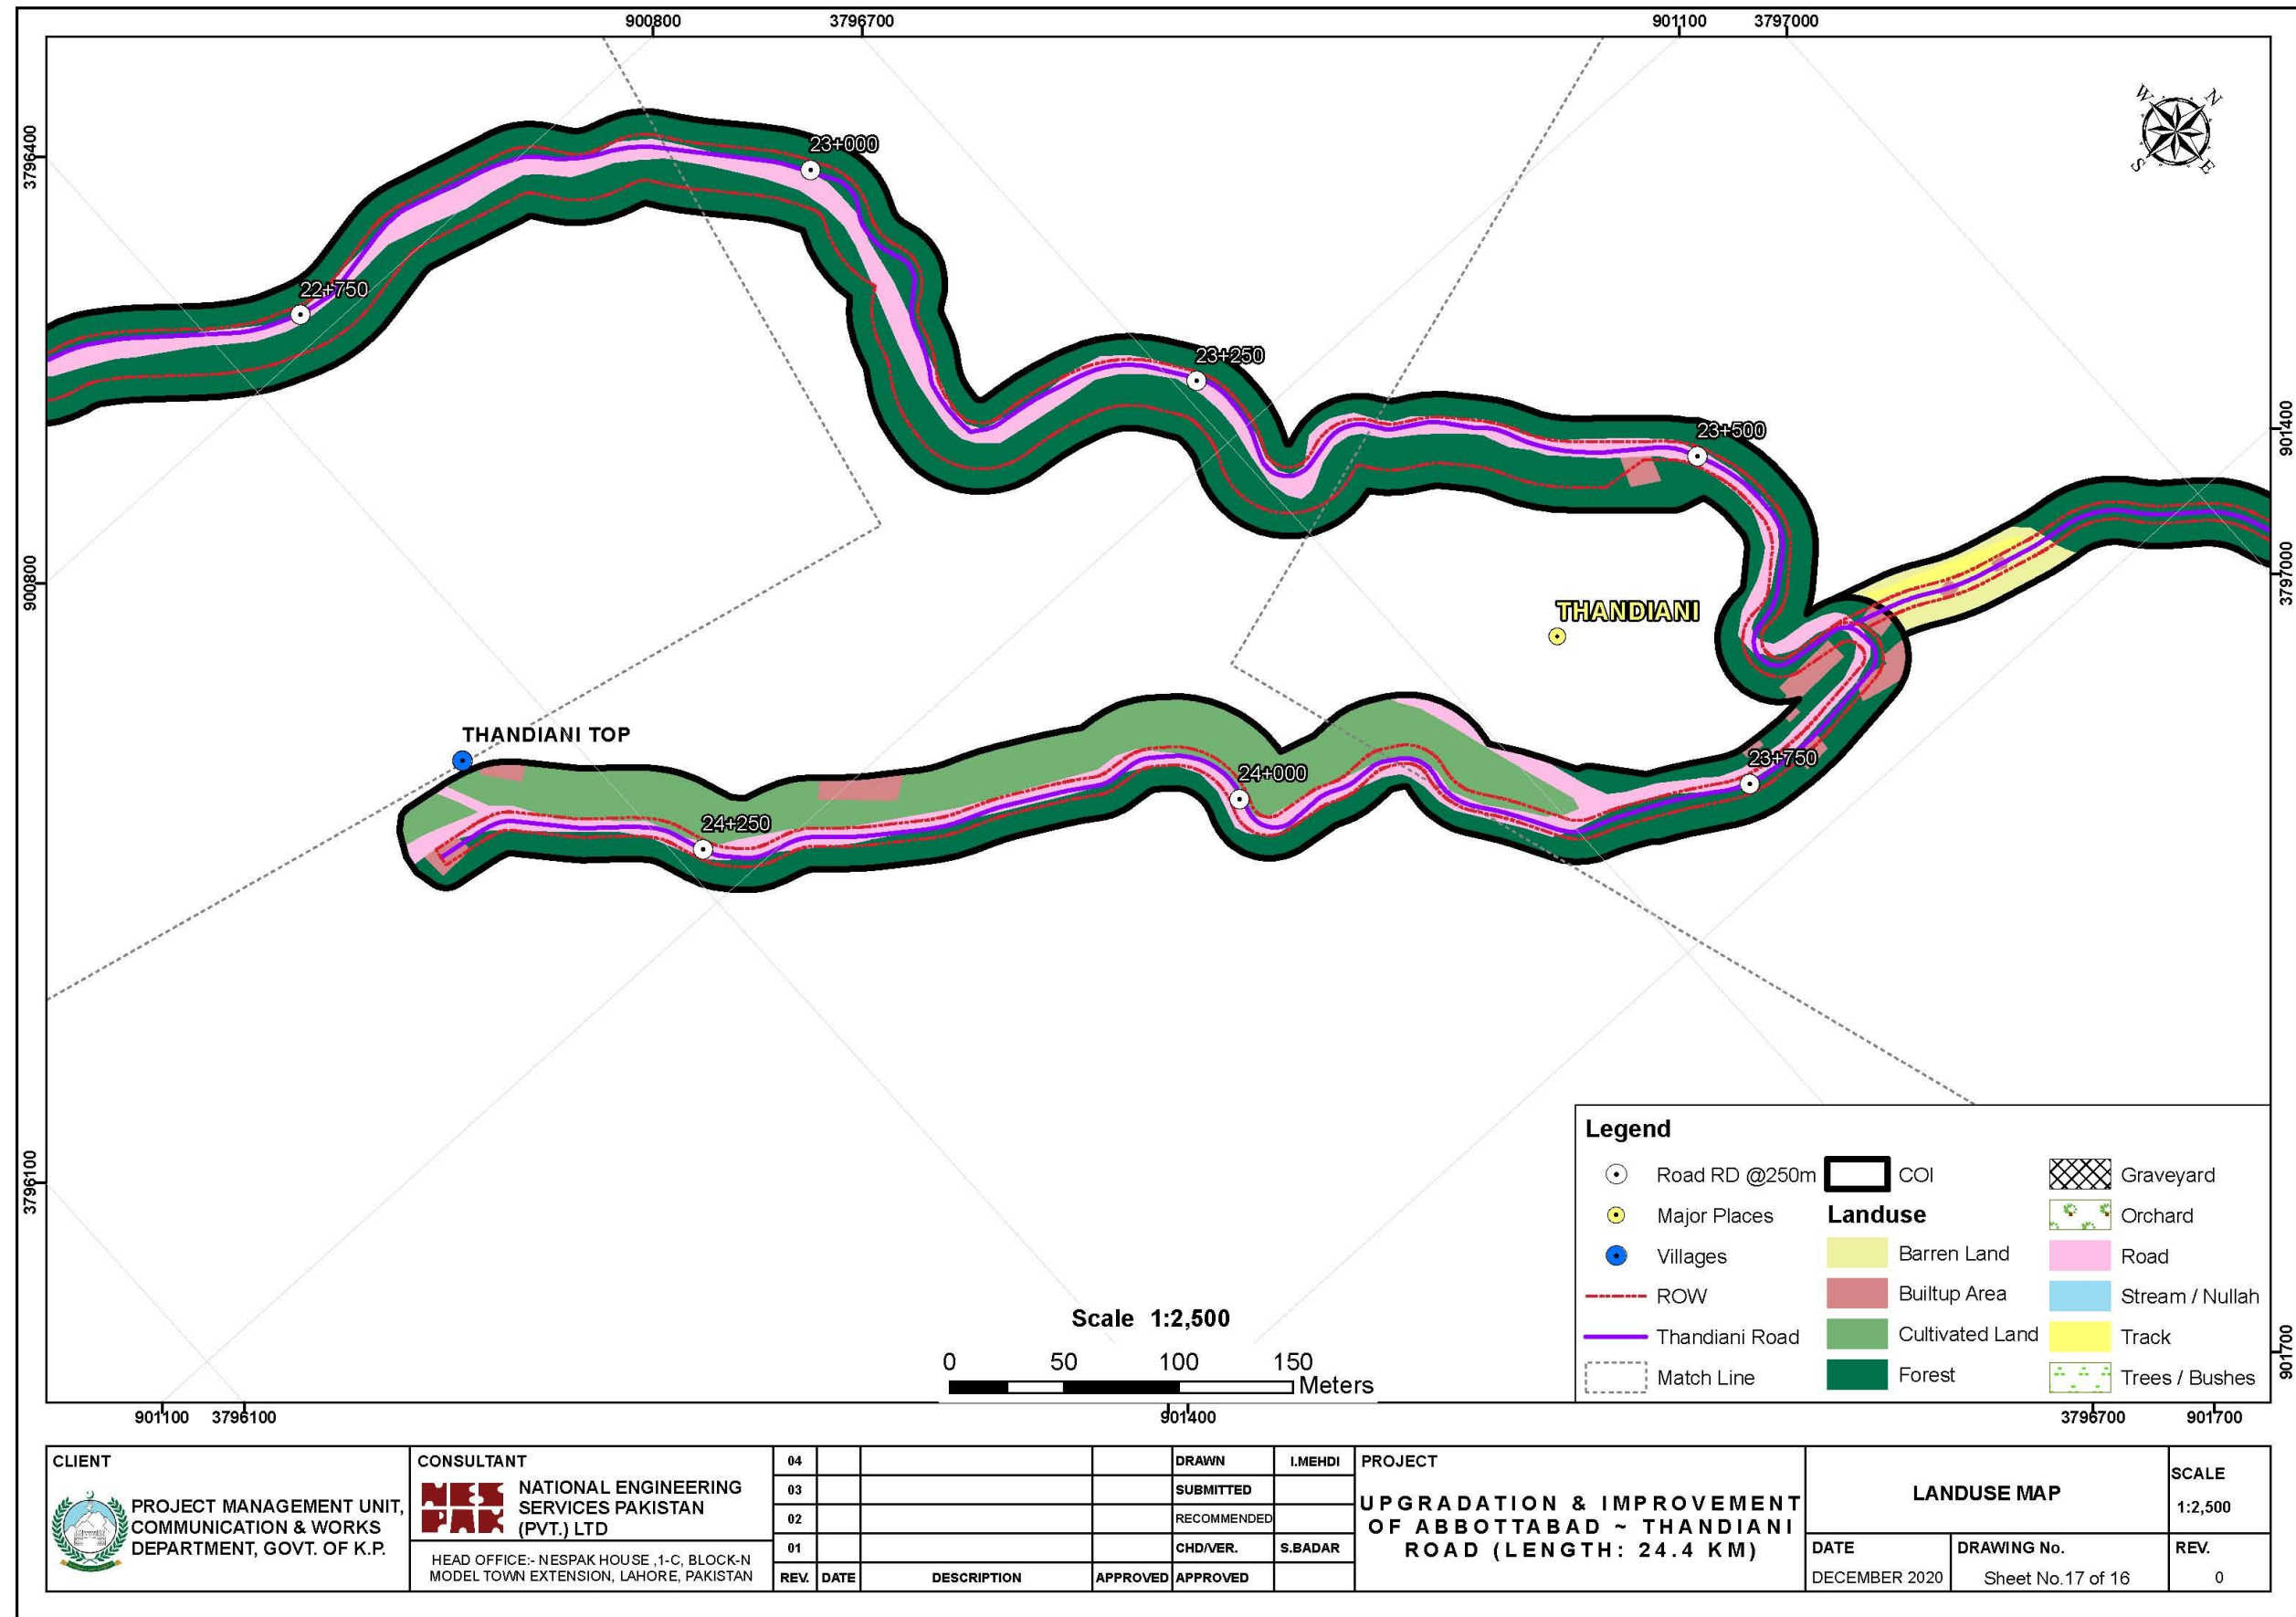 900800
3796700
901100
3797000
3796400
W
N
S
E
23+000
22+750
23+250
901400
23+500
900800
3797000
THANDIANI
THANDIANI TOP
23+750
24+000
24+250
3796100
Legend
Road RD @250m
Major Places
Villages
ROW
Thandiani Road
Match Line
COI
Landuse
Barren Land
Builtup Area
Cultivated Land
Forest
Graveyard
Orchard
Road
Stream / Nullah
Track
Trees / Bushes
Scale 1:2,500
0 50 100 150
Meters
901700
901100
3796100
901400
3796700
901700
CLIENT
PROJECT MANAGEMENT UNIT,
COMMUNICATION & WORKS
DEPARTMENT, GOVT. OF K.P.
CONSULTANT
NES
PAK
NATIONAL ENGINEERING
SERVICES PAKISTAN
(PVT.) LTD
HEAD OFFICE:- NESPAK HOUSE ,1-C, BLOCK-N
MODEL TOWN EXTENSION, LAHORE, PAKISTAN
04
03
02
01
REV. DATE DESCRIPTION APPROVED
DRAWN I.MEHDI
SUBMITTED
RECOMMENDED
CHD/VER. S.BADAR
APPROVED
PROJECT
UPGRADATION & IMPROVEMENT
OF ABBOTTABAD ~ THANDIANI
ROAD (LENGTH: 24.4 KM)
LANDUSE MAP
SCALE
1:2,500
DATE
DECEMBER 2020
DRAWING No.
Sheet No.17 of 16
REV.
0